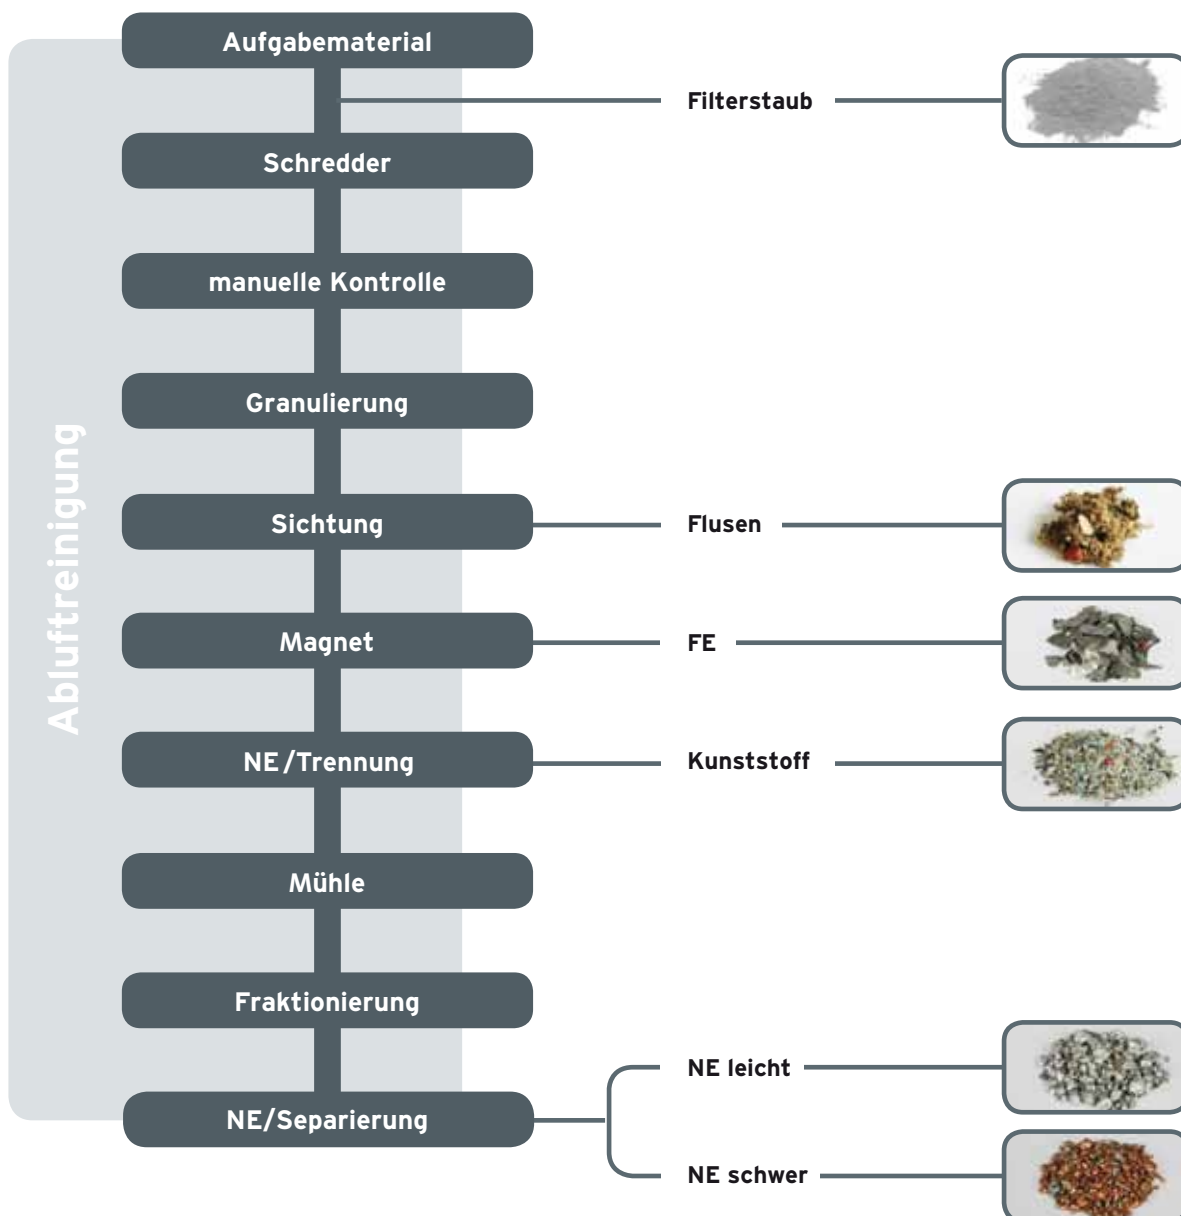 Aufgabematerial
Filterstaub
Schredder
manuelle Kontrolle
Granulierung
Sichtung
Flusen
Magnet
FE
NE/Trennung
Kunststoff
Mühle
Fraktionierung
NE/Separierung
NE leicht
NE schwer
Abluftreinigung